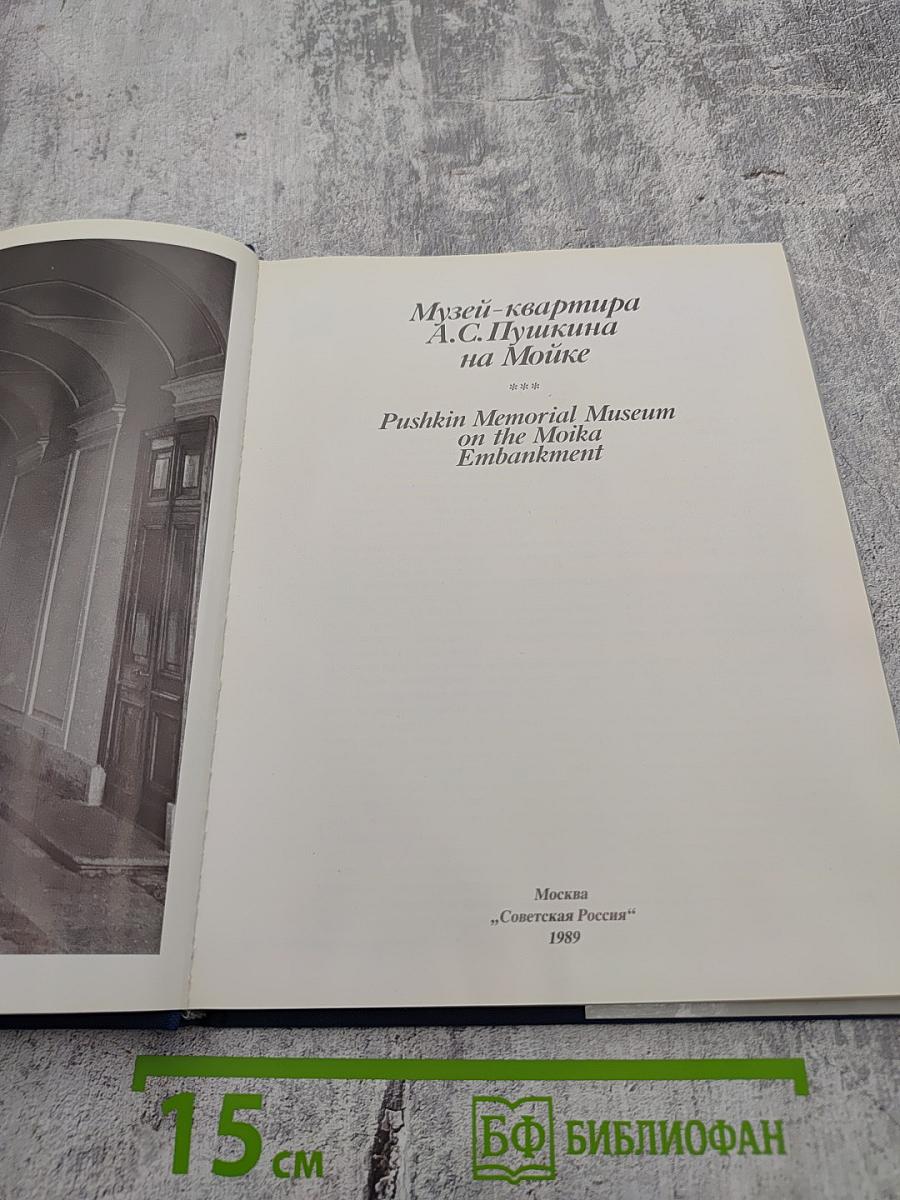 Музей-квартира
А.С.Пушкина
на Мойке
***
Pushkin Memorial Museum
on the Moika
Embankment
Москва
„Советская Россия“
1989
15 см
БФ БИБЛИОФАН